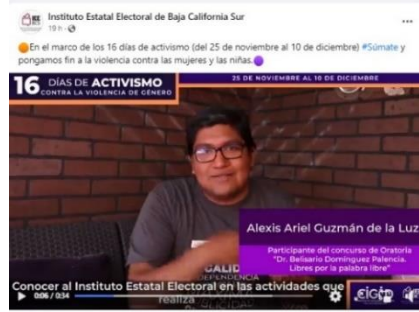 Instituto Estatal Electoral de Baja California Sur
19 h ·
En el marco de los 16 días de activismo (del 25 de noviembre al 10 de diciembre) #Súmate y
pongamos fin a la violencia contra las mujeres y las niñas.
16 DÍAS DE ACTIVISMO
CONTRA LA VIOLENCIA DE GÉNERO
25 DE NOVIEMBRE AL 10 DE DICIEMBRE
Alexis Ariel Guzmán de la Luz
Participante del concurso de Oratoria
"Dr. Belisario Domínguez Palencia.
Libres por la palabra libre"
Conocer al Instituto Estatal Electoral en las actividades que
realiza
0:06 / 0:34